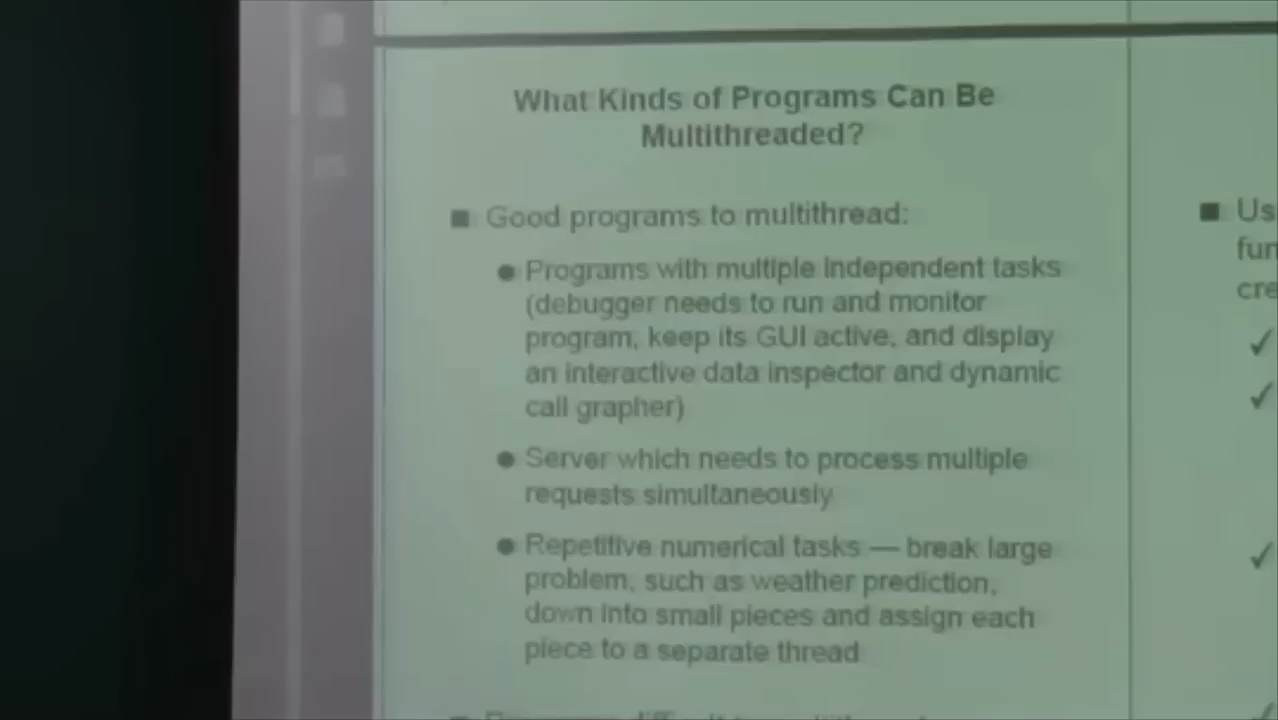 What Kinds of Programs Can Be
Multithreaded?
■ Good programs to multithread:
● Programs with multiple independent tasks
(debugger needs to run and monitor
program, keep its GUI active, and display
an interactive data inspector and dynamic
call grapher)
● Server which needs to process multiple
requests simultaneously
● Repetitive numerical tasks — break large
problem, such as weather prediction,
down into small pieces and assign each
piece to a separate thread
■ Us
fun
cre
✓
✓
✓